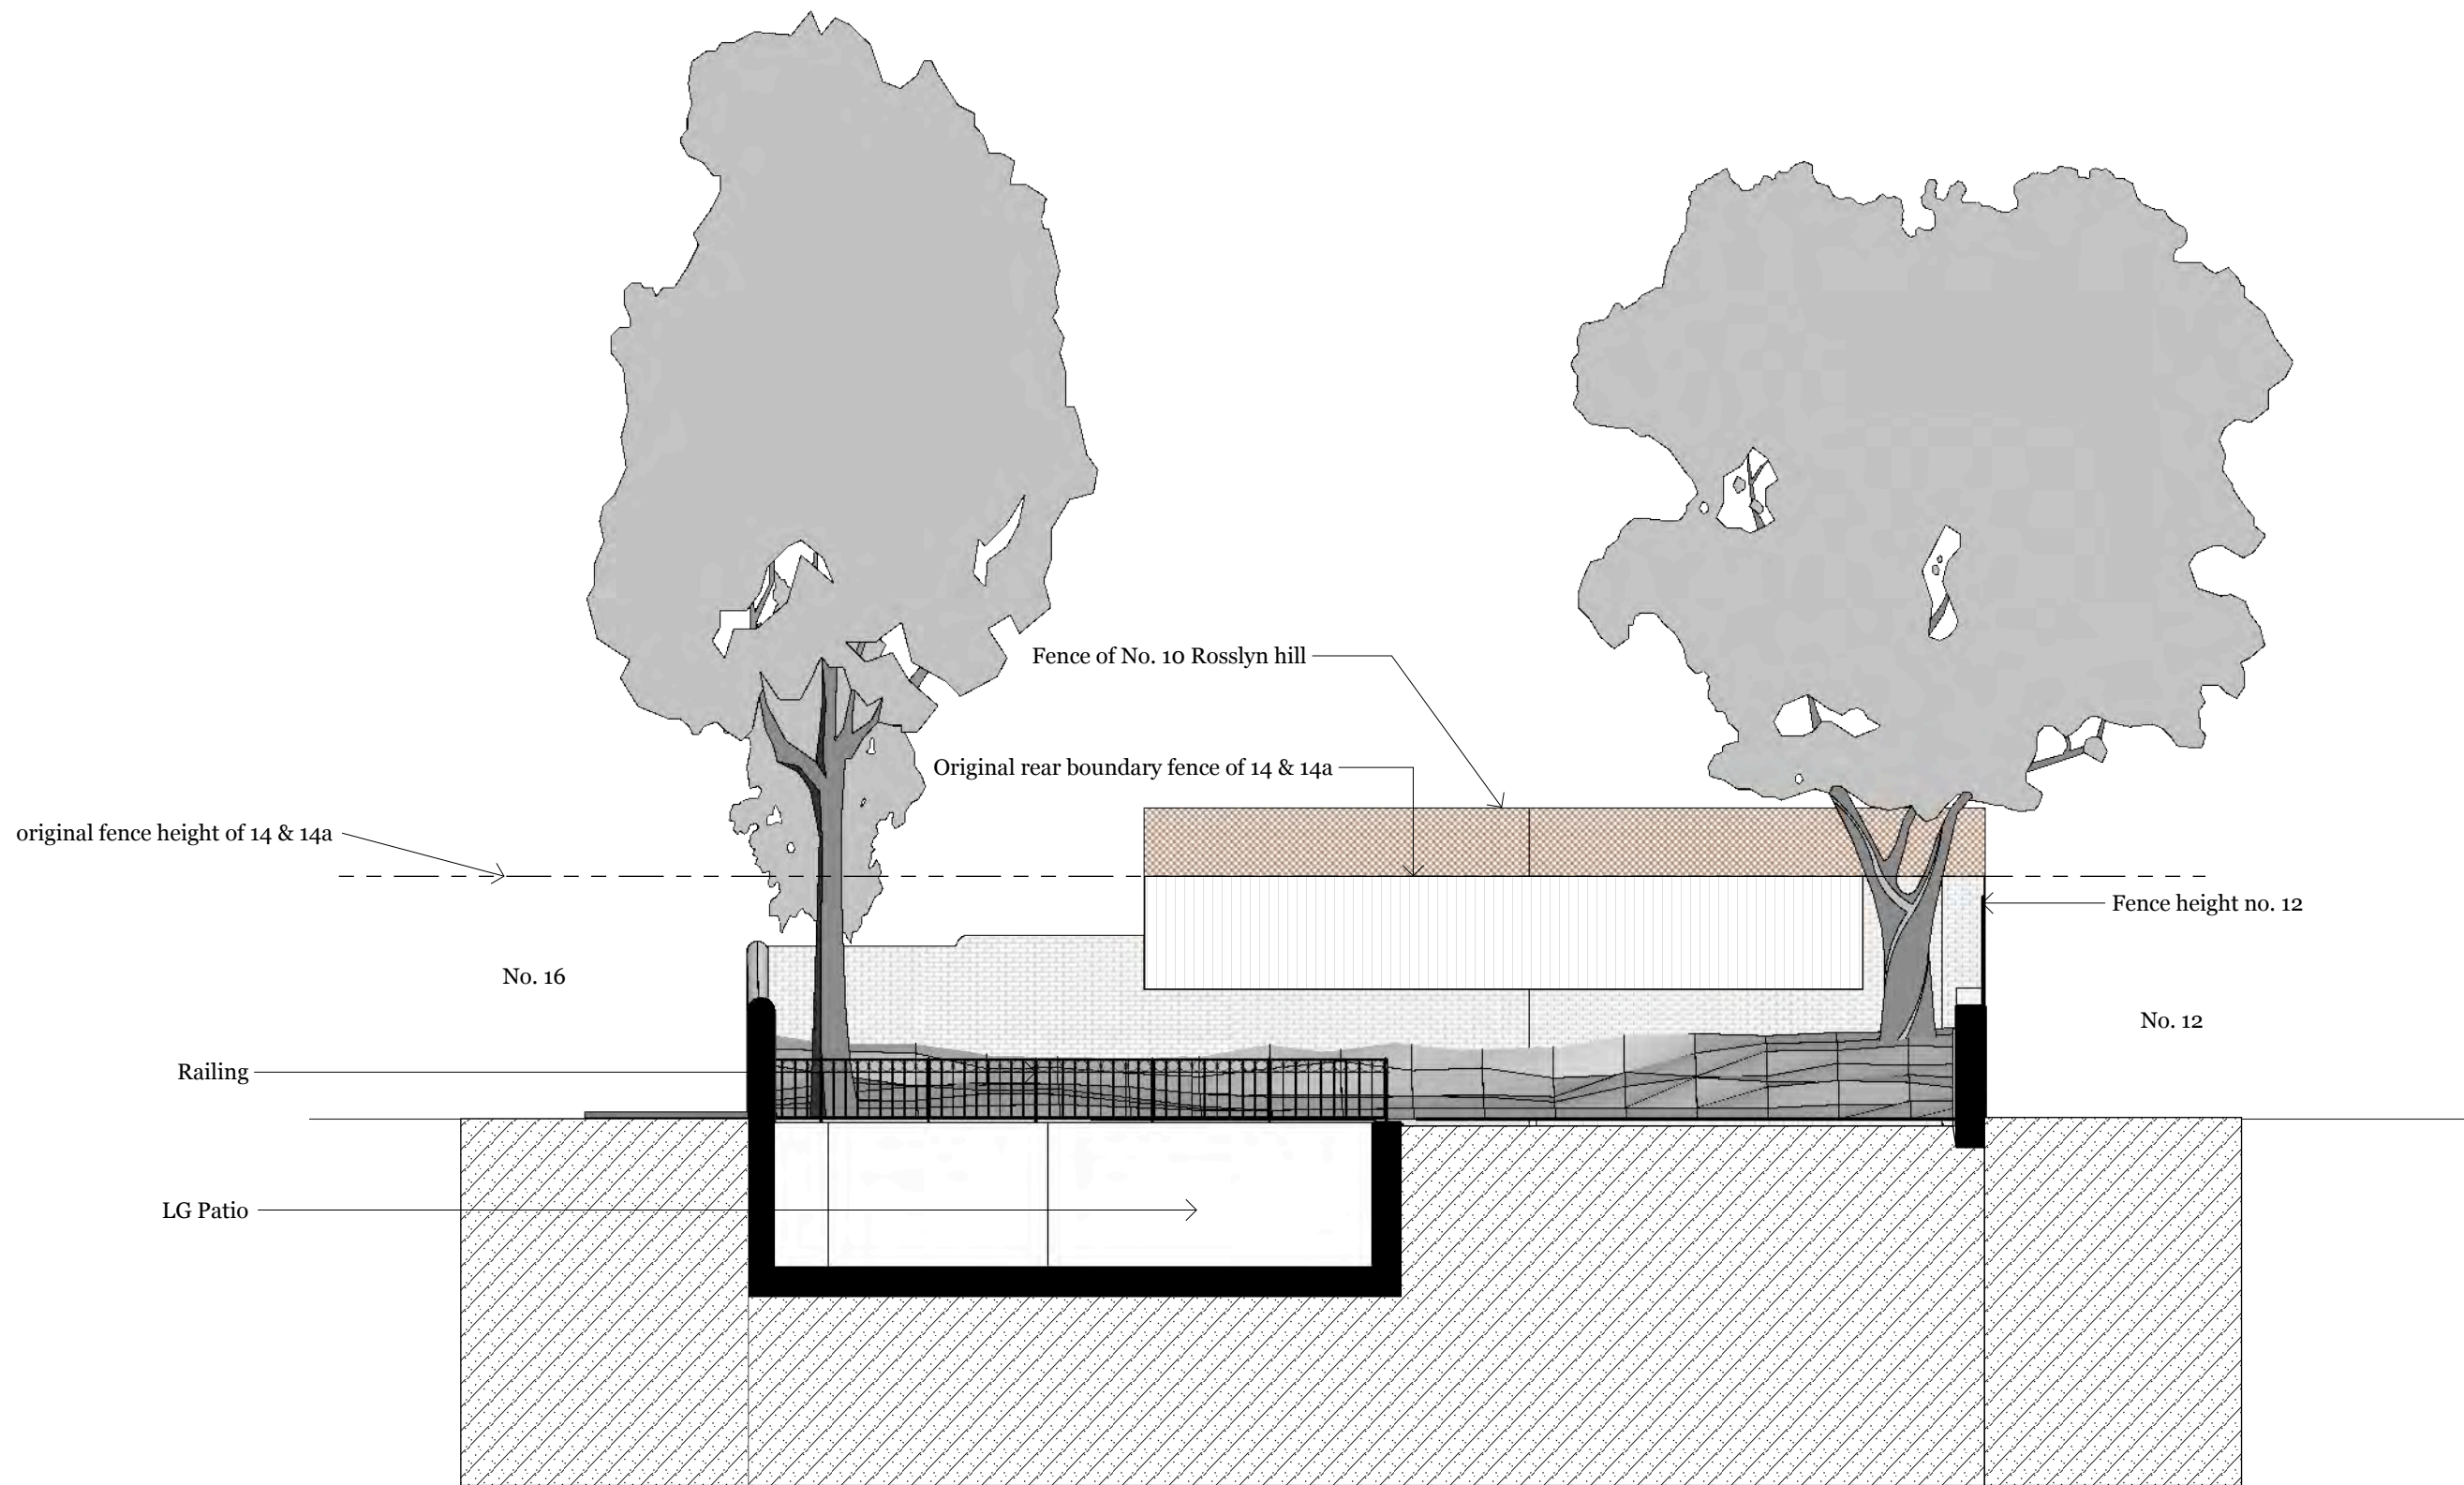 Fence of No. 10 Rosslyn hill
Original rear boundary fence of 14 & 14a
original fence height of 14 & 14a
Fence height no. 12
No. 16
No. 12
Railing
LG Patio